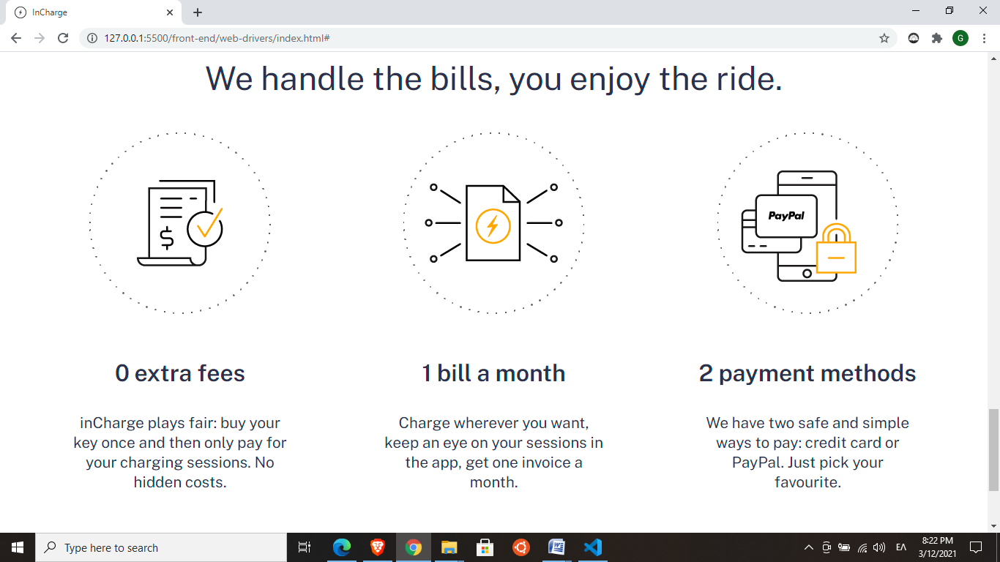 InCharge
127.0.0.1:5500/front-end/web-drivers/index.html#
G
We handle the bills, you enjoy the ride.
$
PayPal
0 extra fees
1 bill a month
2 payment methods
inCharge plays fair: buy your
key once and then only pay for
your charging sessions. No
hidden costs.
Charge wherever you want,
keep an eye on your sessions in
the app, get one invoice a
month.
We have two safe and simple
ways to pay: credit card or
PayPal. Just pick your
favourite.
Type here to search
W
ΕΛ
8:22 PM
3/12/2021